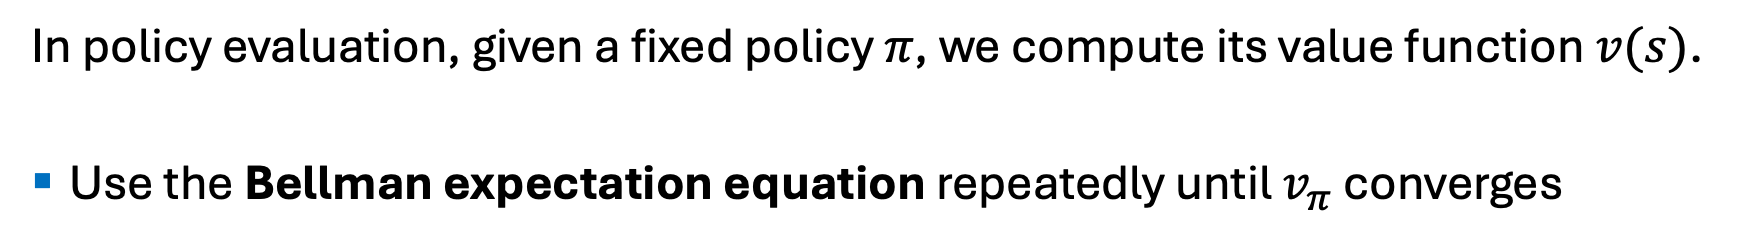 In policy evaluation, given a fixed policy 𝜋, we compute its value function 𝑣(𝑠).
▪ Use the Bellman expectation equation repeatedly until 𝑣_𝜋 converges